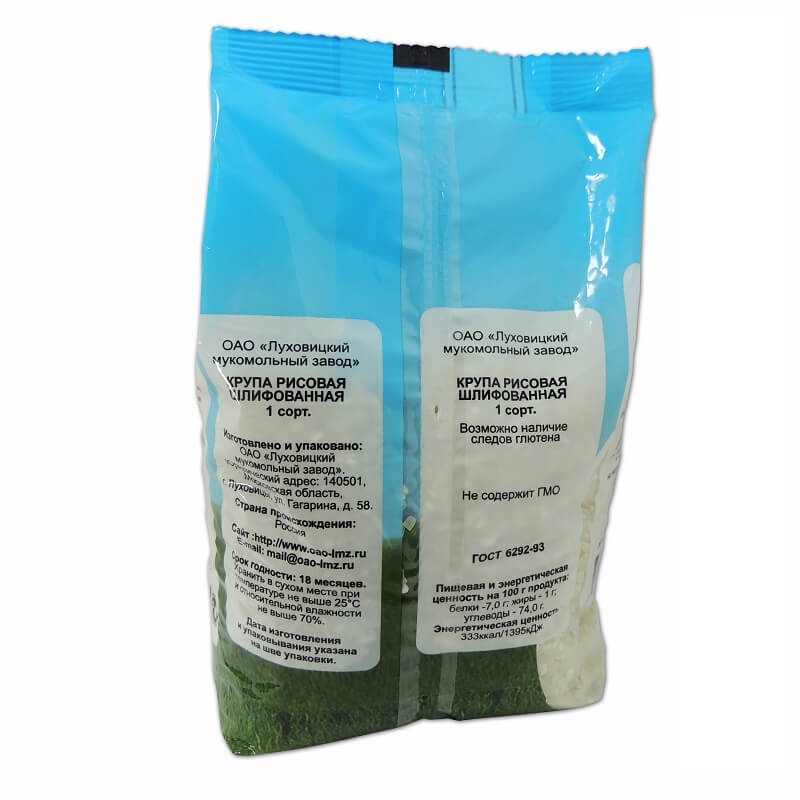 ОАО «Луховицкий
мукомольный завод»
КРУПА РИСОВАЯ
ШЛИФОВАННАЯ
1 сорт.
Изготовлено и упаковано:
ОАО «Луховицкий
мукомольный завод».
адрес: 140501,
Московская область,
г. Луховицы, ул. Гагарина, д. 58.
Страна происхождения:
Россия
Сайт :http://www.oao-lmz.ru
E-mail: mail@oao-lmz.ru
Срок годности: 18 месяцев.
Хранить в сухом месте при
температуре не выше 25°С
и относительной влажности
не выше 70%.
Дата изготовления
и упаковывания указана
на шве упаковки.
ОАО «Луховицкий
мукомольный завод»
КРУПА РИСОВАЯ
ШЛИФОВАННАЯ
1 сорт.
Возможно наличие
следов глютена
Не содержит ГМО
ГОСТ 6292-93
Пищевая и энергетическая
ценность на 100 г продукта:
белки -7,0 г; жиры - 1 г;
углеводы - 74,0 г.
Энергетическая ценность
333ккал/1395кДж